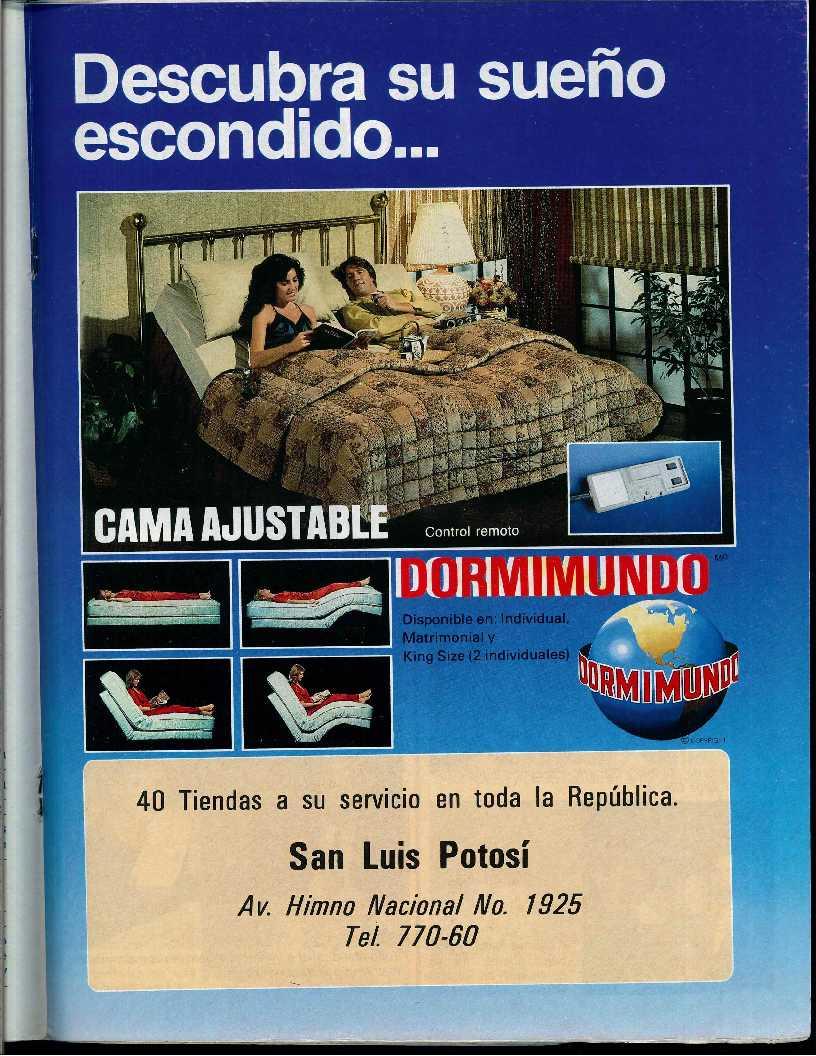 Descubra su sueño
escondido...
CAMA AJUSTABLE
Control remoto
DORMIMUNDO
Disponible en: Individual,
Matrimonial y
King Size (2 individuales)
DORMIMUNDO
© COPYRIGHT
40 Tiendas a su servicio en toda la República.
San Luis Potosí
Av. Himno Nacional No. 1925
Tel. 770-60